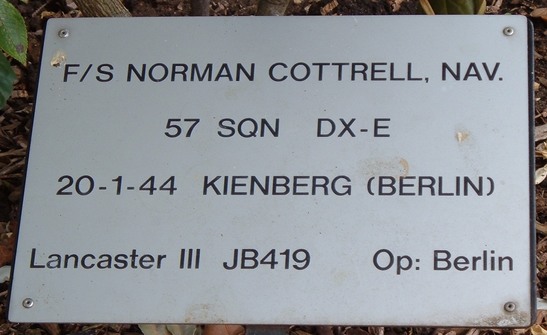 F/S NORMAN COTTRELL, NAV.
57 SQN DX-E
20-1-44 KIENBERG (BERLIN)
Lancaster III JB419 Op: Berlin